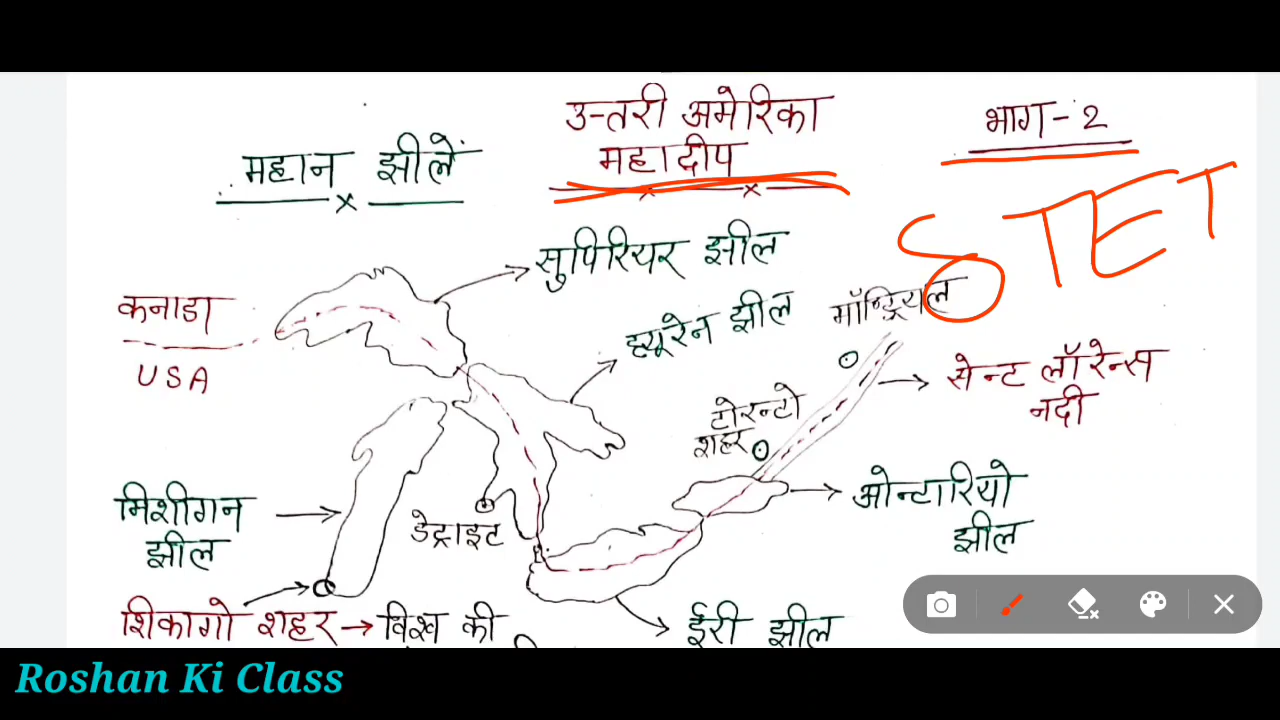 उत्तरी अमेरिका
महाद्वीप
भाग-2
महान झीलें
STET
सुपिरियर झील
कनाडा
USA
ह्यूरेन झील
मॉन्ट्रियल
सेन्ट लॉरेन्स
नदी
टोरन्टो
शहर
मिशीगन
झील
डेट्राइट
ओन्टारियो
झील
शिकागो शहर → विश्व की
ईरी झील
Roshan Ki Class